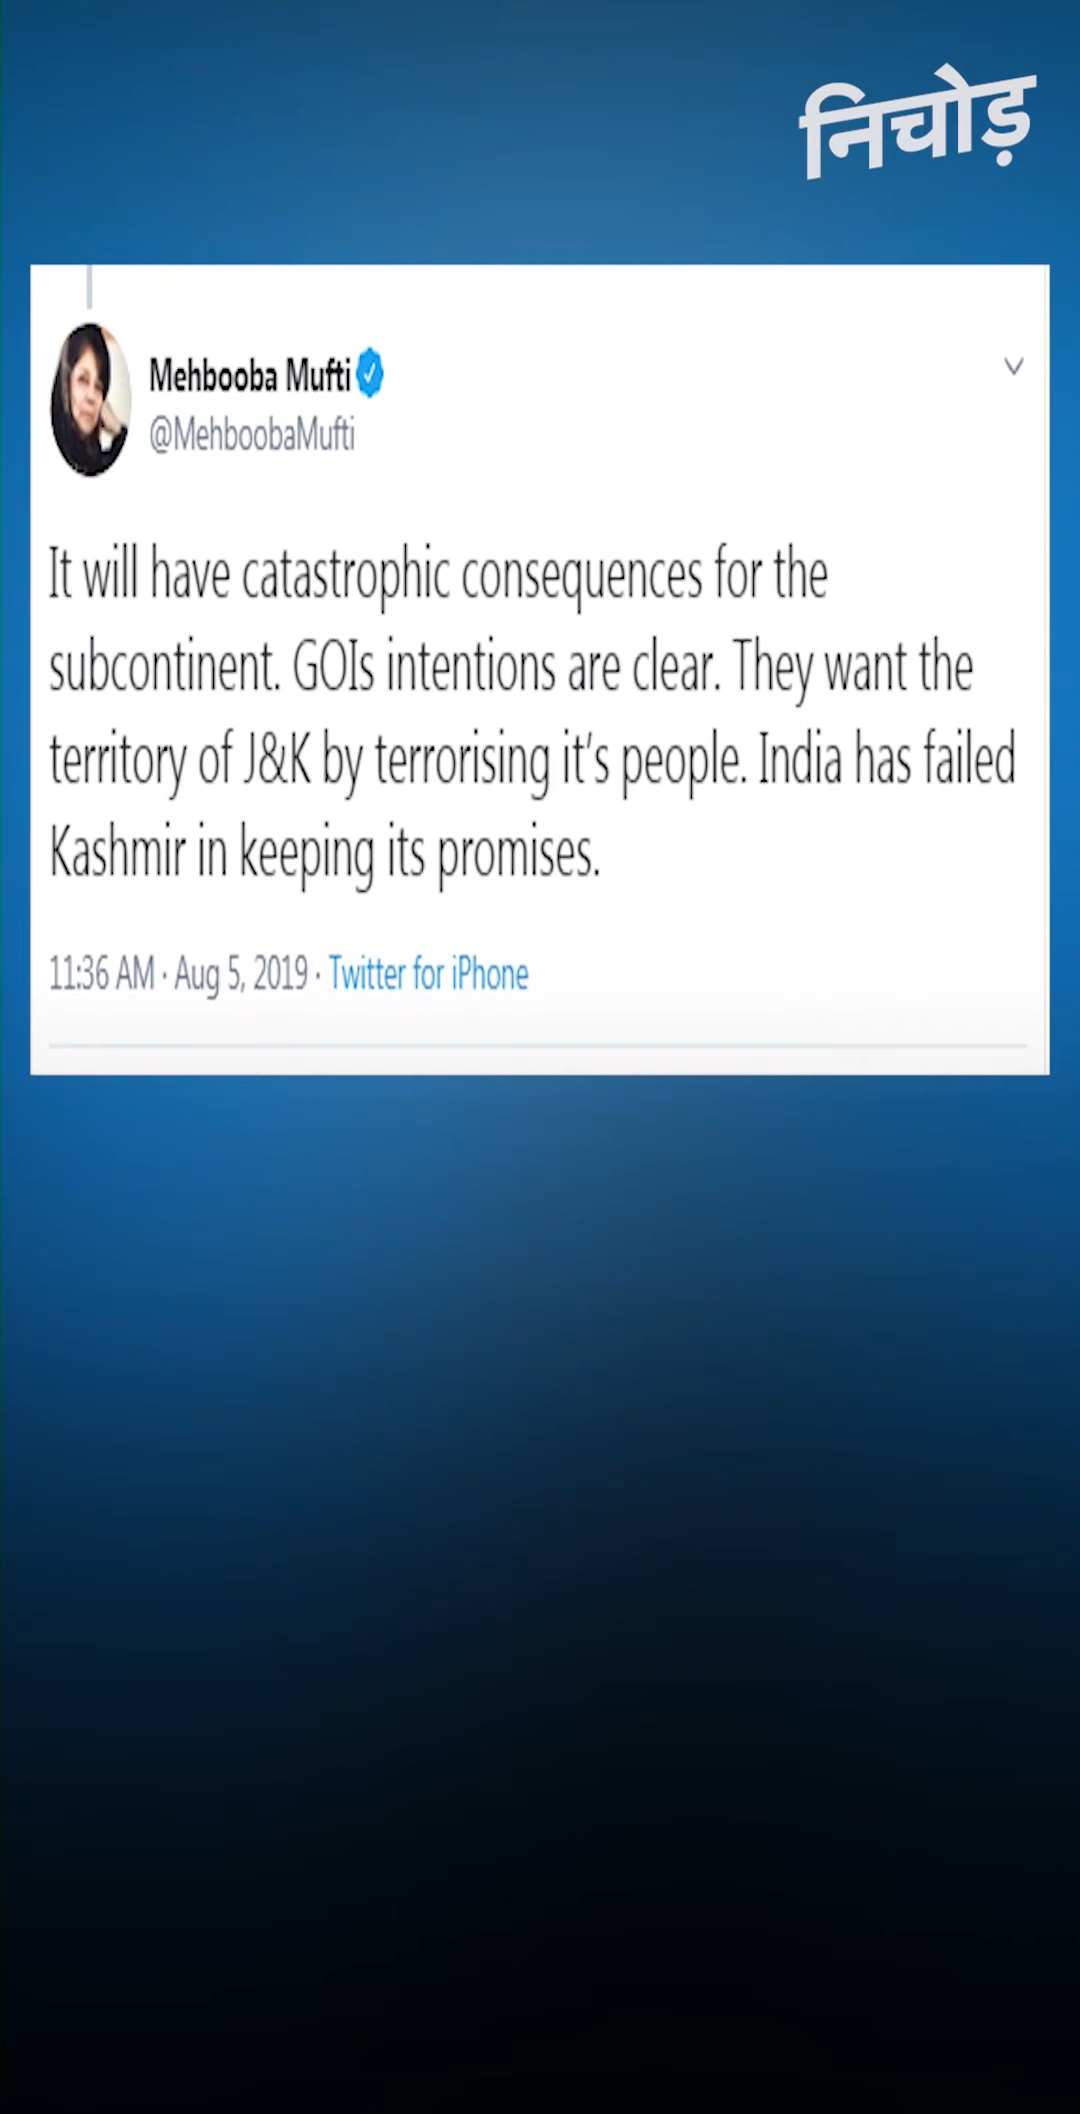 निचोड़
Mehbooba Mufti
@MehboobaMufti
It will have catastrophic consequences for the
subcontinent. GOIs intentions are clear. They want the
territory of J&K by terrorising it's people. India has failed
Kashmir in keeping its promises.
11:36 AM · Aug 5, 2019 · Twitter for iPhone